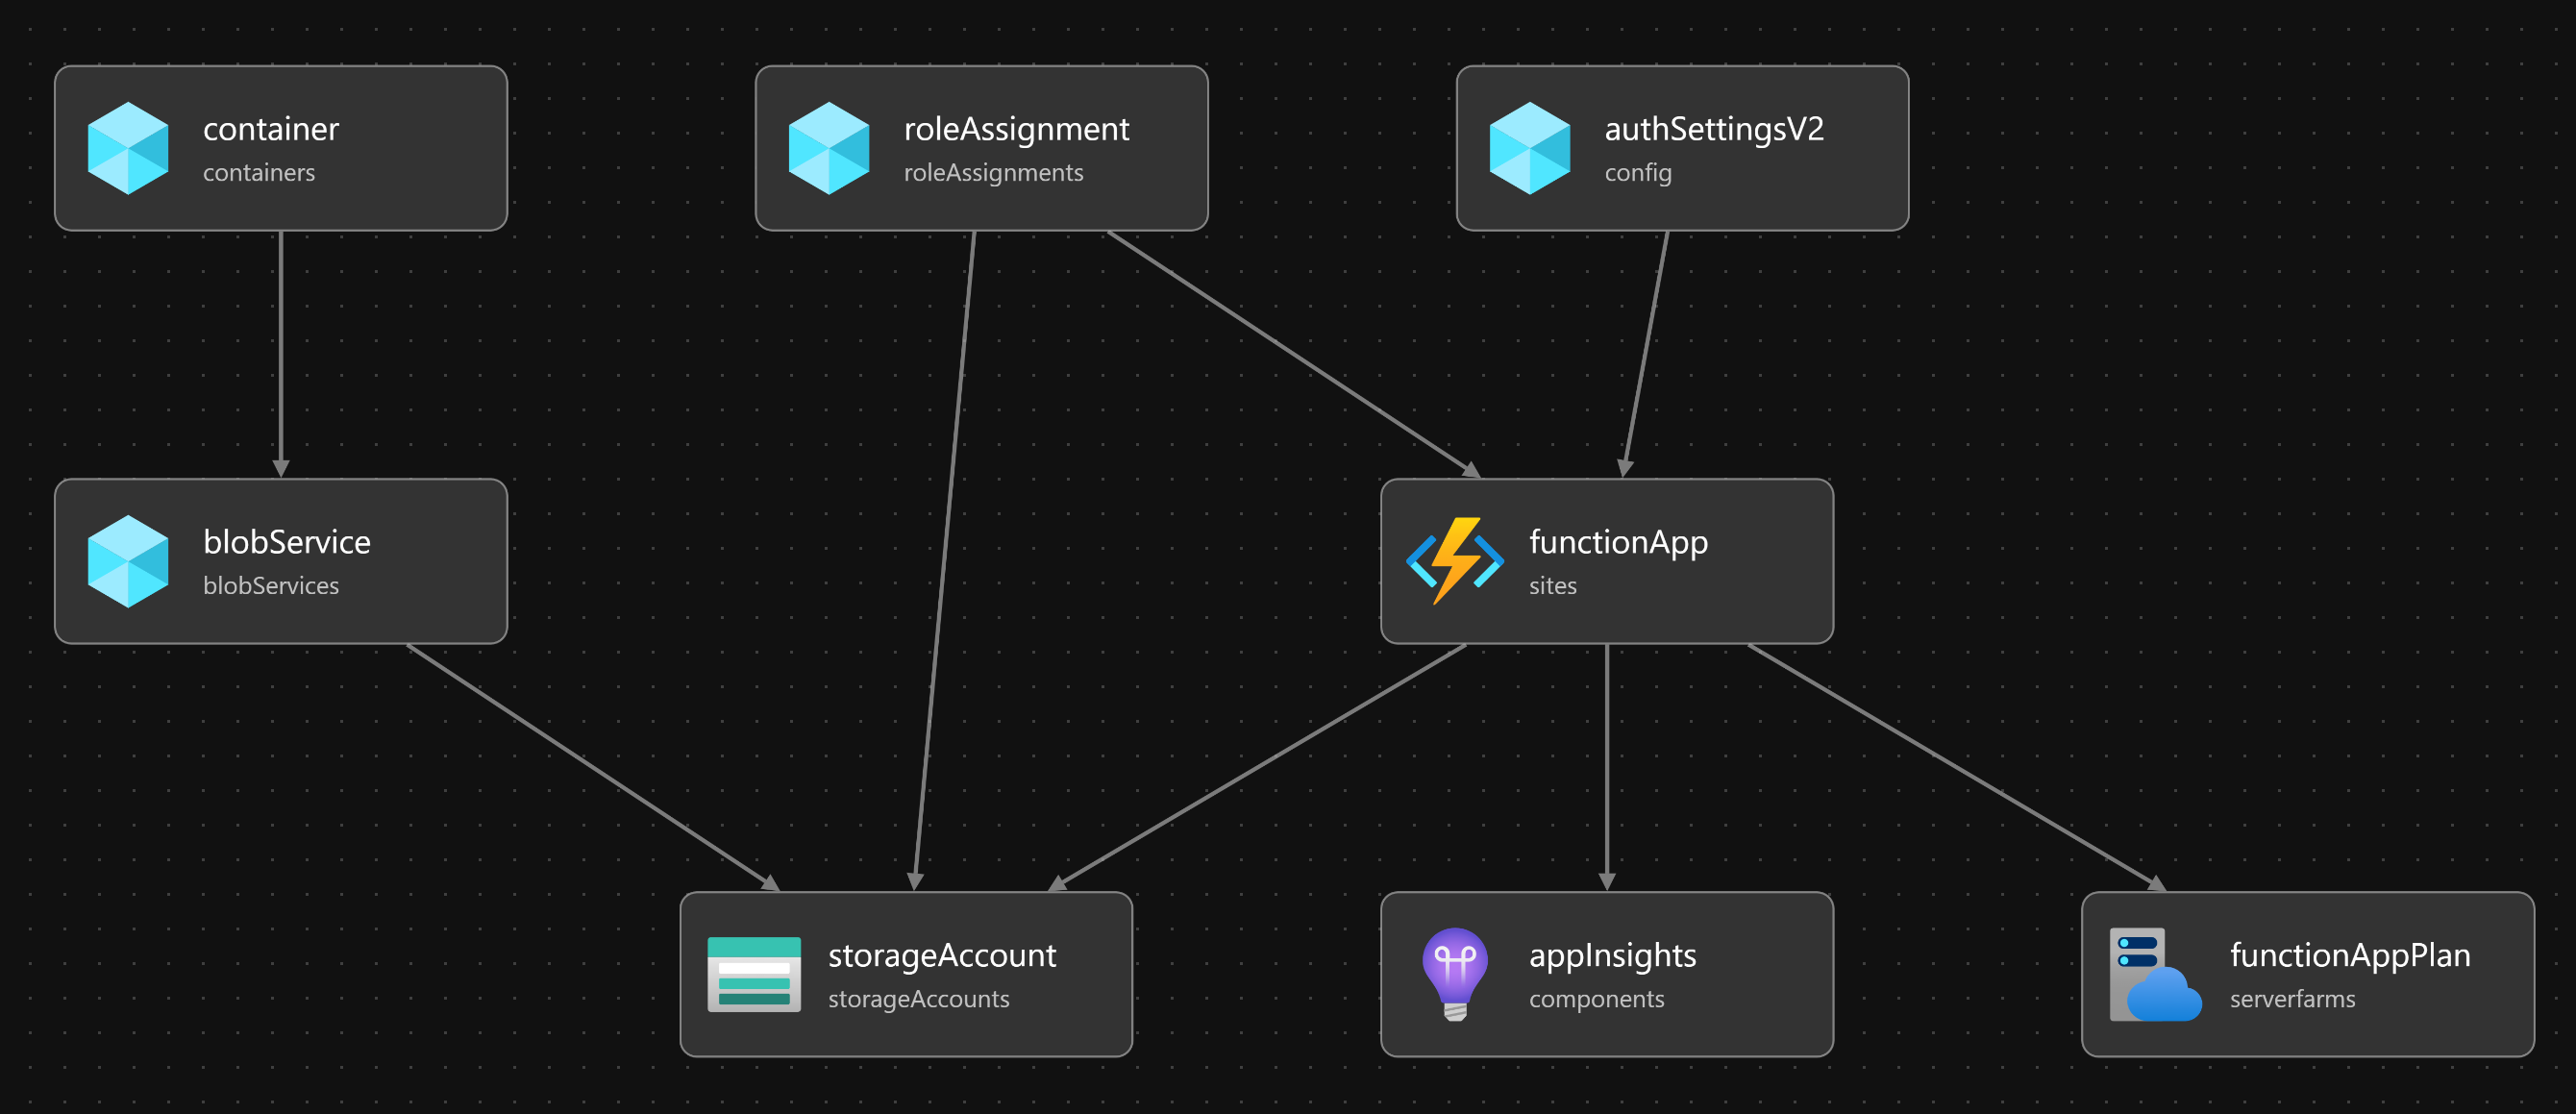 container
containers
roleAssignment
roleAssignments
authSettingsV2
config
blobService
blobServices
functionApp
sites
storageAccount
storageAccounts
appInsights
components
functionAppPlan
serverfarms